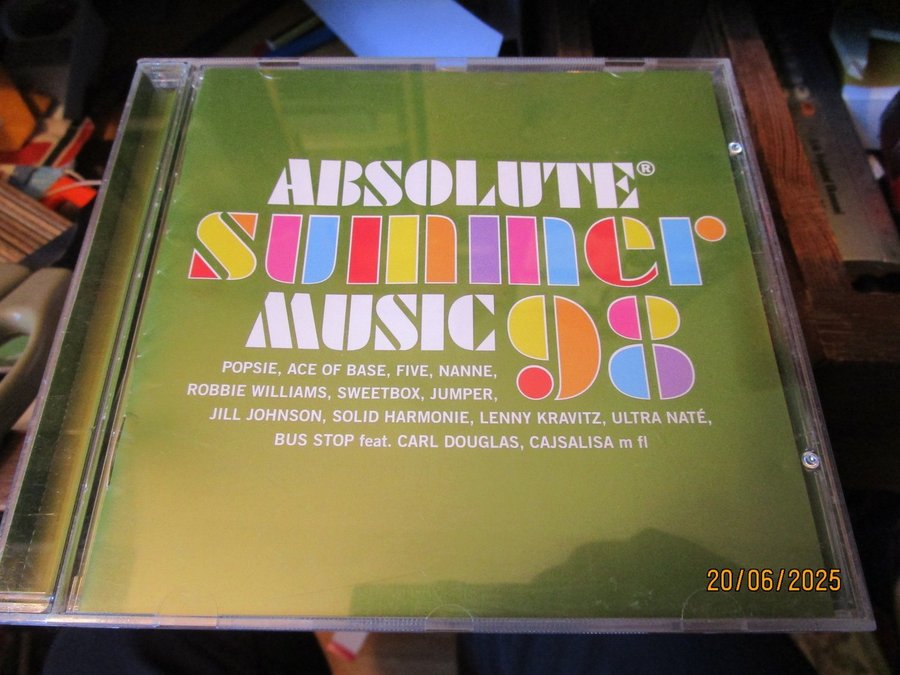 ABSOLUTE®
summer
MUSIC 98
POPSIE, ACE OF BASE, FIVE, NANNE,
ROBBIE WILLIAMS, SWEETBOX, JUMPER,
JILL JOHNSON, SOLID HARMONIE, LENNY KRAVITZ, ULTRA NATÉ,
BUS STOP feat. CARL DOUGLAS, CAJSALISA m fl
20/06/2025